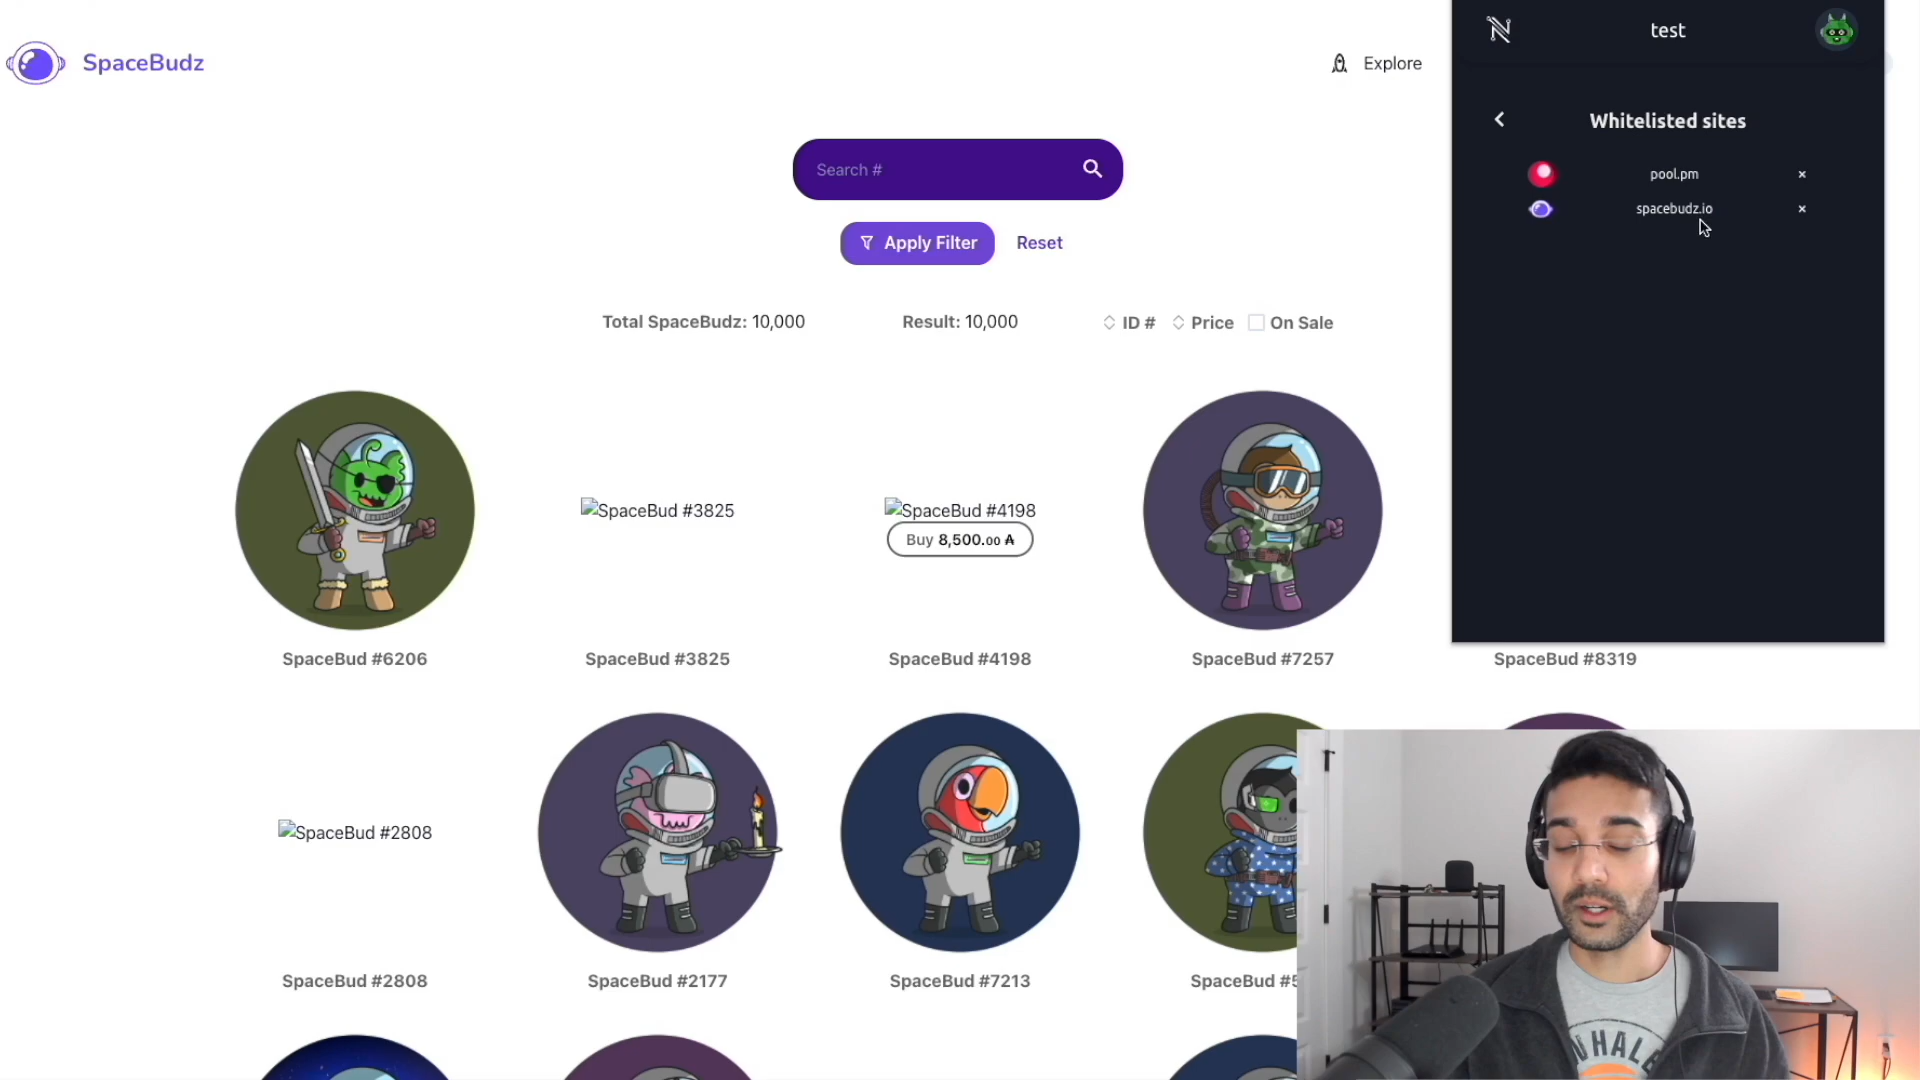 SpaceBudz
Explore
test
Whitelisted sites
pool.pm ×
spacebudz.io ×
Search #
Apply Filter Reset
Total SpaceBudz: 10,000 Result: 10,000 ID # Price On Sale
SpaceBud #3825
SpaceBud #4198
Buy 8,500.00 ₳
SpaceBud #6206 SpaceBud #3825 SpaceBud #4198 SpaceBud #7257 SpaceBud #8319
SpaceBud #2808
SpaceBud #2808 SpaceBud #2177 SpaceBud #7213 SpaceBud